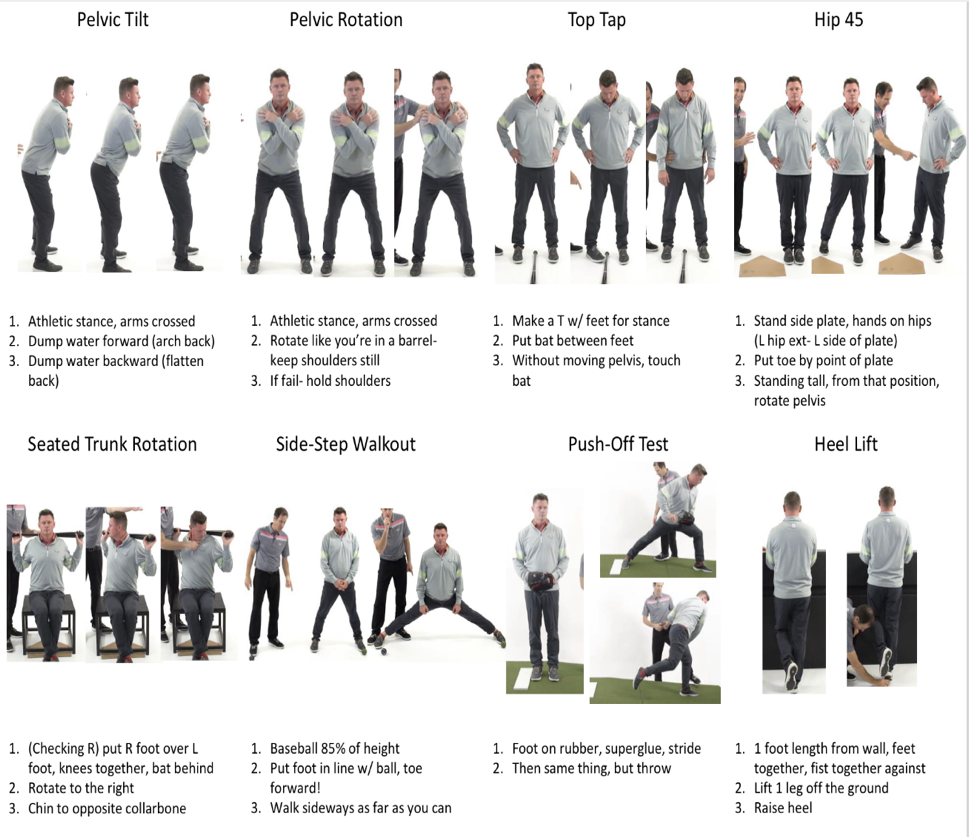 Pelvic Tilt
Pelvic Rotation
Top Tap
Hip 45
1. Athletic stance, arms crossed
2. Dump water forward (arch back)
3. Dump water backward (flatten
back)
1. Athletic stance, arms crossed
2. Rotate like you're in a barrel-
keep shoulders still
3. If fail- hold shoulders
1. Make a T w/ feet for stance
2. Put bat between feet
3. Without moving pelvis, touch
bat
1. Stand side plate, hands on hips
(L hip ext- L side of plate)
2. Put toe by point of plate
3. Standing tall, from that position,
rotate pelvis
Seated Trunk Rotation
Side-Step Walkout
Push-Off Test
Heel Lift
1. (Checking R) put R foot over L
foot, knees together, bat behind
2. Rotate to the right
3. Chin to opposite collarbone
1. Baseball 85% of height
2. Put foot in line w/ ball, toe
forward!
3. Walk sideways as far as you can
1. Foot on rubber, superglue, stride
2. Then same thing, but throw
1. 1 foot length from wall, feet
together, fist together against
2. Lift 1 leg off the ground
3. Raise heel